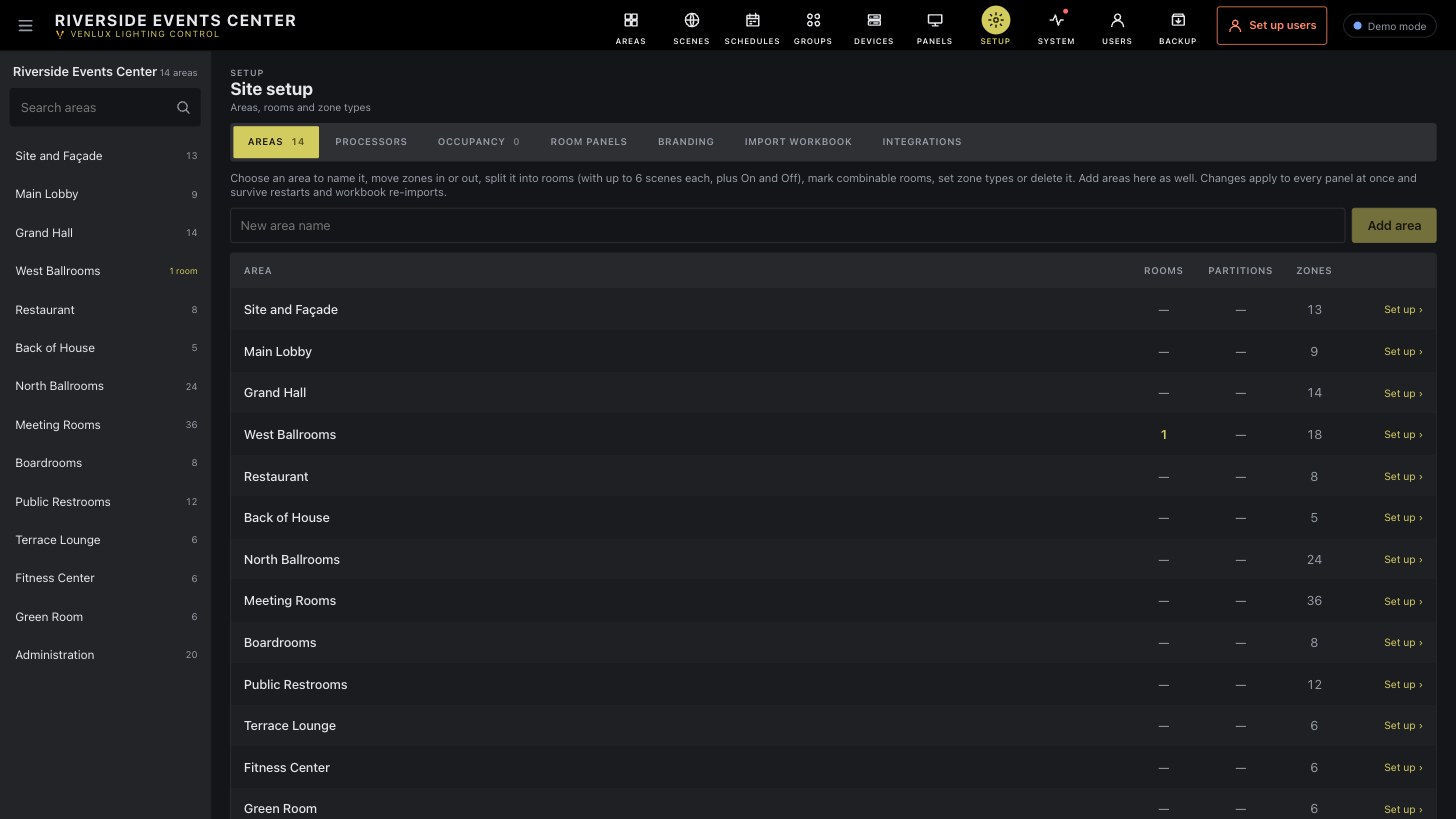 RIVERSIDE EVENTS CENTER
VENLUX LIGHTING CONTROL
AREAS
SCENES
SCHEDULES
GROUPS
DEVICES
PANELS
SETUP
SYSTEM
USERS
BACKUP
Set up users
Demo mode
Riverside Events Center 14 areas
Search areas
Site and Façade 13
Main Lobby 9
Grand Hall 14
West Ballrooms 1 room
Restaurant 8
Back of House 5
North Ballrooms 24
Meeting Rooms 36
Boardrooms 8
Public Restrooms 12
Terrace Lounge 6
Fitness Center 6
Green Room 6
Administration 20
SETUP
Site setup
Areas, rooms and zone types
AREAS 14
PROCESSORS
OCCUPANCY 0
ROOM PANELS
BRANDING
IMPORT WORKBOOK
INTEGRATIONS
Choose an area to name it, move zones in or out, split it into rooms (with up to 6 scenes each, plus On and Off), mark combinable rooms, set zone types or delete it. Add areas here as well. Changes apply to every panel at once and
survive restarts and workbook re-imports.
New area name
Add area
AREA ROOMS PARTITIONS ZONES
Site and Façade — — 13 Set up ›
Main Lobby — — 9 Set up ›
Grand Hall — — 14 Set up ›
West Ballrooms 1 — 18 Set up ›
Restaurant — — 8 Set up ›
Back of House — — 5 Set up ›
North Ballrooms — — 24 Set up ›
Meeting Rooms — — 36 Set up ›
Boardrooms — — 8 Set up ›
Public Restrooms — — 12 Set up ›
Terrace Lounge — — 6 Set up ›
Fitness Center — — 6 Set up ›
Green Room — — 6 Set up ›